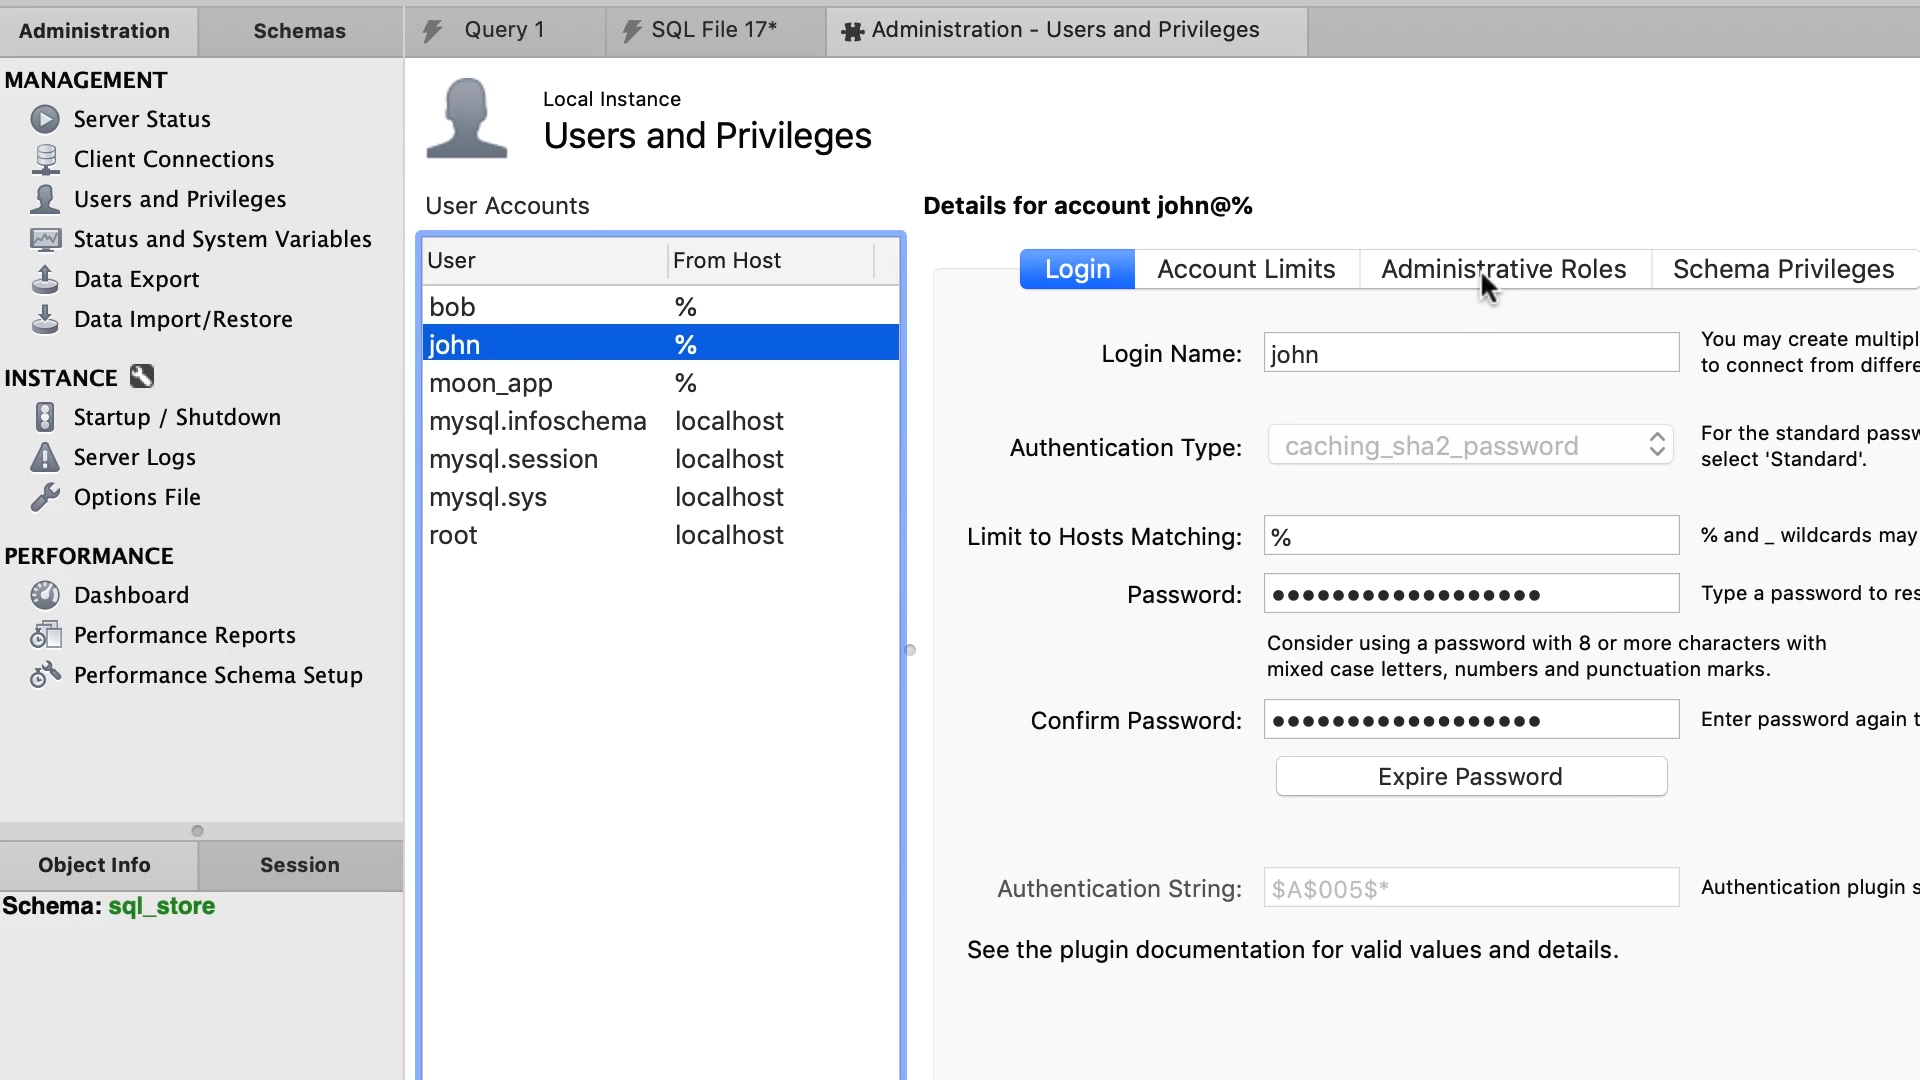 Administration
Schemas
Query 1
SQL File 17*
Administration - Users and Privileges
MANAGEMENT
Server Status
Client Connections
Users and Privileges
Status and System Variables
Data Export
Data Import/Restore
INSTANCE
Startup / Shutdown
Server Logs
Options File
PERFORMANCE
Dashboard
Performance Reports
Performance Schema Setup
Object Info
Session
Schema: sql_store
Local Instance
Users and Privileges
User Accounts
User From Host
bob %
john %
moon_app %
mysql.infoschema localhost
mysql.session localhost
mysql.sys localhost
root localhost
Details for account john@%
Login
Account Limits
Administrative Roles
Schema Privileges
Login Name: john
You may create multipl
to connect from differe
Authentication Type: caching_sha2_password
For the standard passw
select 'Standard'.
Limit to Hosts Matching: %
% and _ wildcards may
Password: ••••••••••••••••••
Type a password to res
Consider using a password with 8 or more characters with
mixed case letters, numbers and punctuation marks.
Confirm Password: ••••••••••••••••••
Enter password again t
Expire Password
Authentication String: $A$005$*
Authentication plugin s
See the plugin documentation for valid values and details.